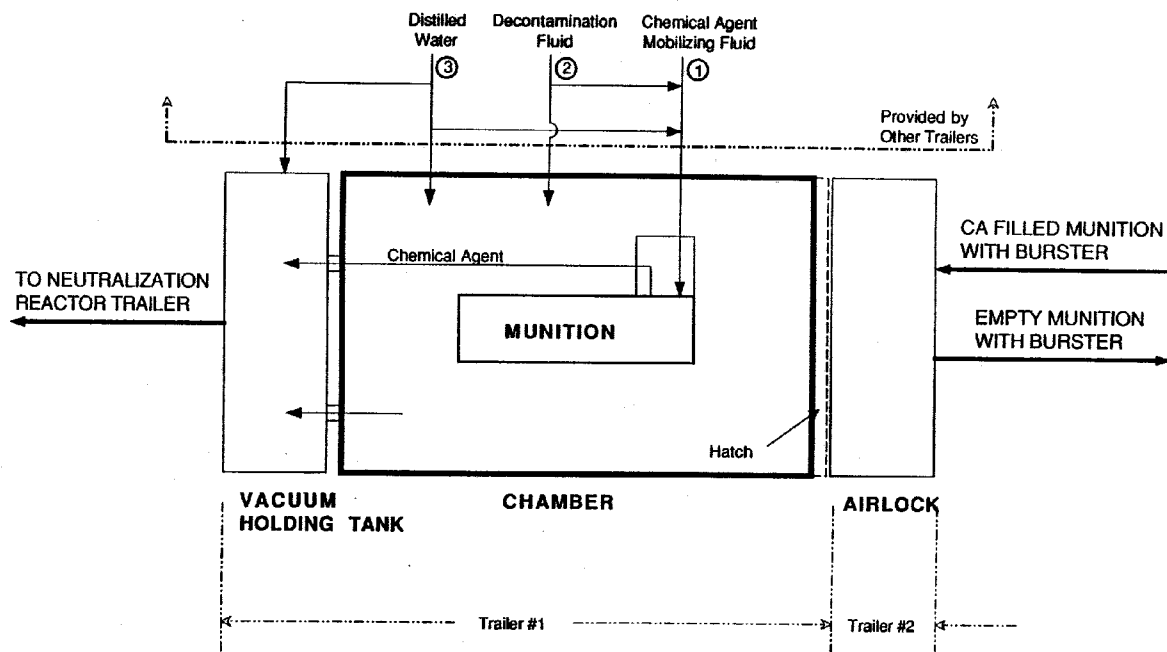 Distilled
Water
Decontamination
Fluid
Chemical Agent
Mobilizing Fluid
3
2
1
Provided by
Other Trailers
CA FILLED MUNITION
WITH BURSTER
Chemical Agent
TO NEUTRALIZATION
REACTOR TRAILER
MUNITION
EMPTY MUNITION
WITH BURSTER
Hatch
VACUUM
HOLDING TANK
CHAMBER
AIRLOCK
Trailer #1
Trailer #2